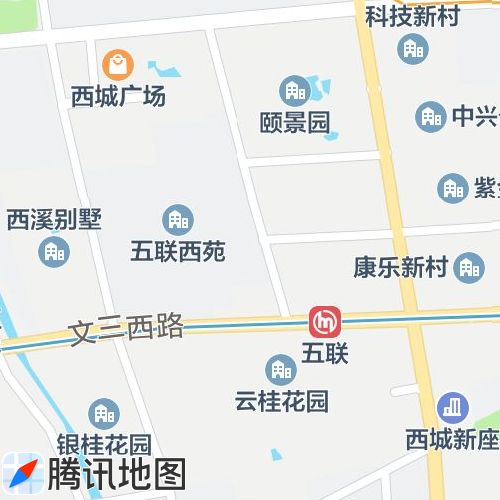 科技新村
西城广场
颐景园
中兴
紫金
西溪别墅
五联西苑
康乐新村
文三西路
五联
云桂花园
银桂花园
西城新座
腾讯地图